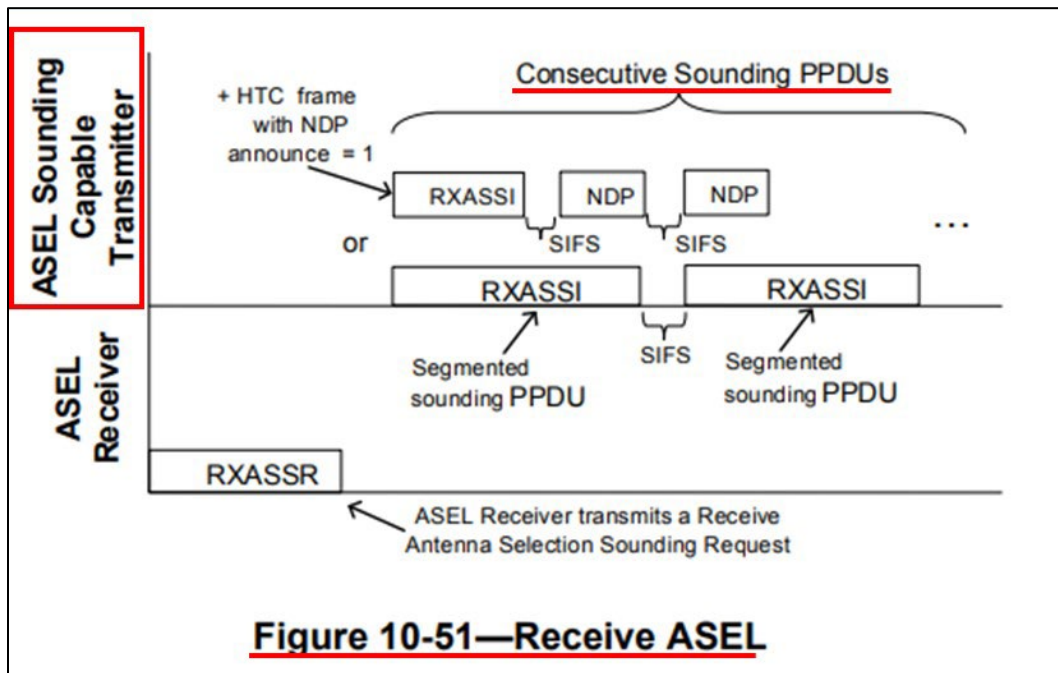 ASEL Sounding
Capable
Transmitter
Consecutive Sounding PPDUs
+ HTC frame
with NDP
announce = 1
RXASSI
NDP
NDP
SIFS
SIFS
...
or
RXASSI
RXASSI
SIFS
Segmented
sounding PPDU
Segmented
sounding PPDU
ASEL
Receiver
RXASSR
ASEL Receiver transmits a Receive
Antenna Selection Sounding Request
Figure 10-51—Receive ASEL